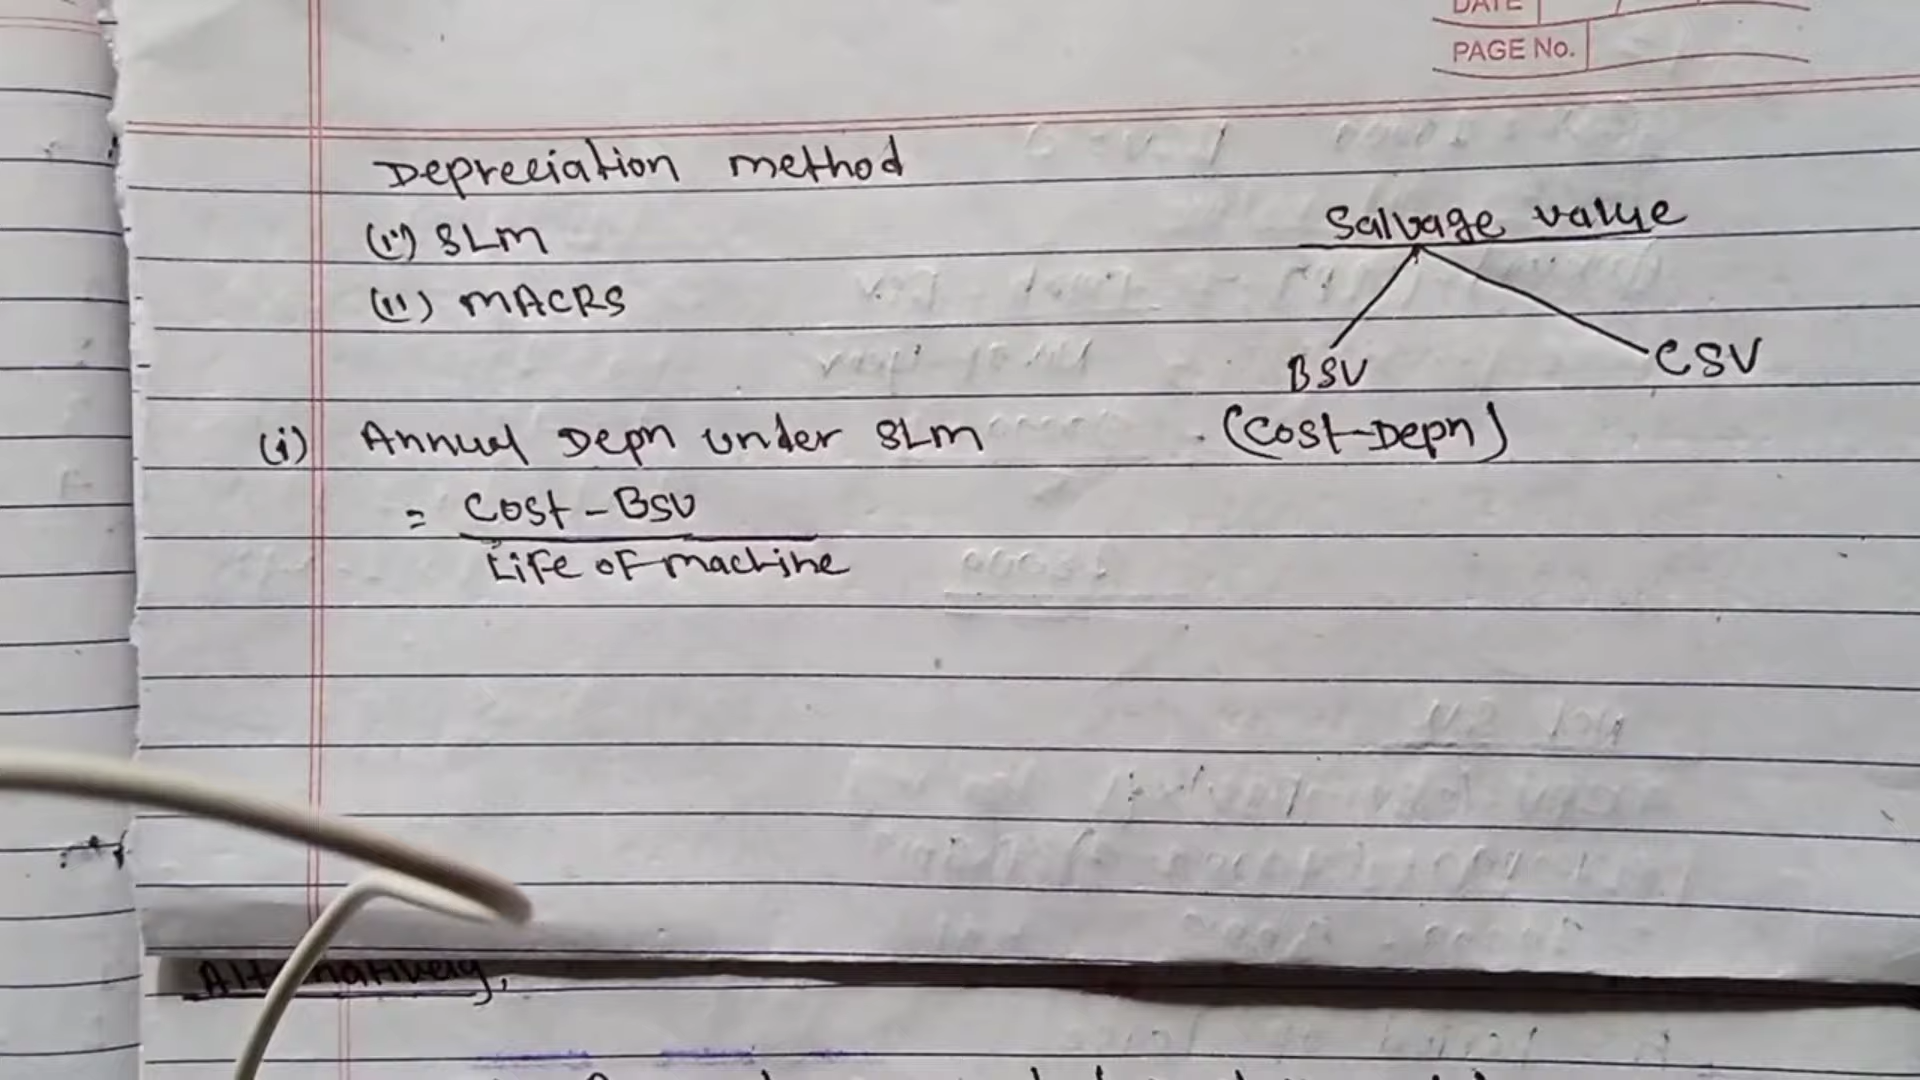 DATE
PAGE No.
Depreciation method
(i) SLM
(ii) MACRS
Salvage value
BSV
CSV
(Cost-Depn)
(i) Annual Depn under SLM
= Cost - BSV
Life of machine
Alternatively,